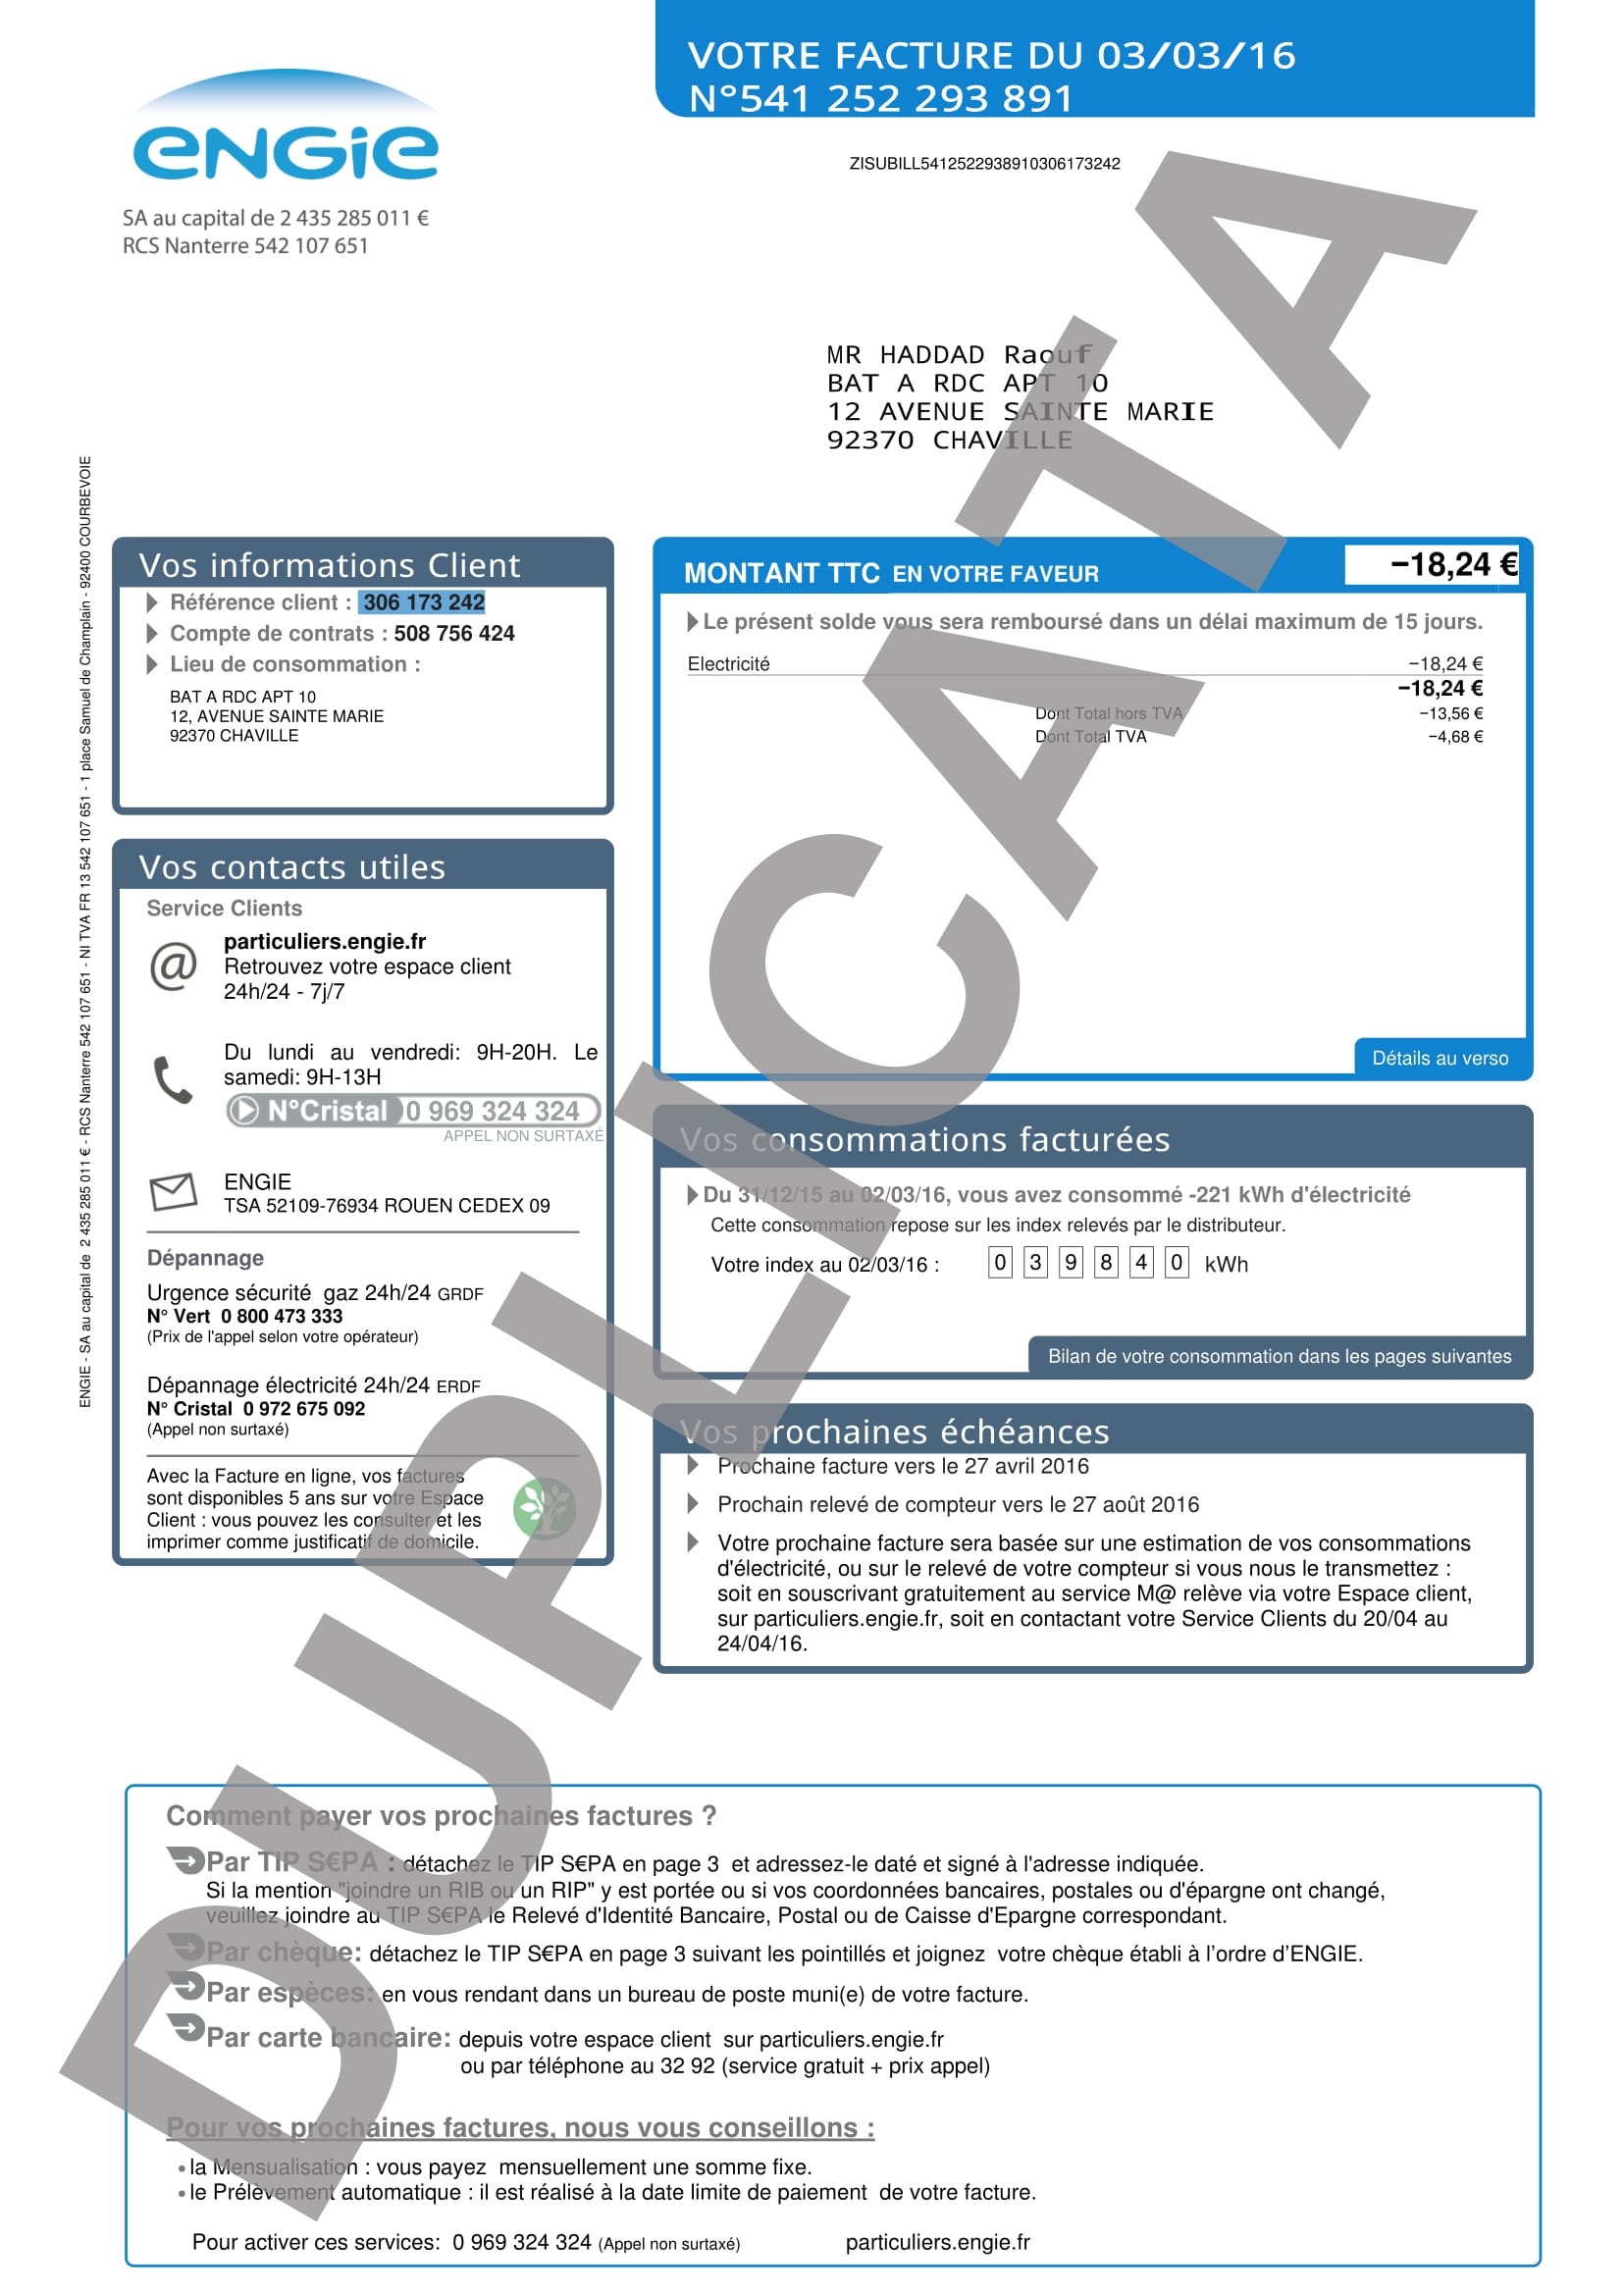 VOTRE FACTURE DU 03/03/16
N°541 252 293 891
ENGIE
SA au capital de 2 435 285 011 €
RCS Nanterre 542 107 651
ZISUBILL5412522938910306173242
MR HADDAD Raouf
BAT A RDC APT 10
12 AVENUE SAINTE MARIE
92370 CHAVILLE
ENGIE - SA au capital de 2 435 285 011 € - RCS Nanterre 542 107 651 - NI TVA FR 13 542 107 651 - 1 place Samuel de Champlain - 92400 COURBEVOIE
Vos informations Client
Référence client : 306 173 242
Compte de contrats : 508 756 424
Lieu de consommation :
BAT A RDC APT 10
12, AVENUE SAINTE MARIE
92370 CHAVILLE
MONTANT TTC EN VOTRE FAVEUR −18,24 €
Le présent solde vous sera remboursé dans un délai maximum de 15 jours.
Electricité −18,24 €
−18,24 €
Dont Total hors TVA −13,56 €
Dont Total TVA −4,68 €
Détails au verso
Vos contacts utiles
Service Clients
@
particuliers.engie.fr
Retrouvez votre espace client
24h/24 - 7j/7
Du lundi au vendredi: 9H-20H. Le
samedi: 9H-13H
N°Cristal 0 969 324 324
APPEL NON SURTAXÉ
ENGIE
TSA 52109-76934 ROUEN CEDEX 09
Dépannage
Urgence sécurité gaz 24h/24 GRDF
N° Vert 0 800 473 333
(Prix de l'appel selon votre opérateur)
Dépannage électricité 24h/24 ERDF
N° Cristal 0 972 675 092
(Appel non surtaxé)
Avec la Facture en ligne, vos factures
sont disponibles 5 ans sur votre Espace
Client : vous pouvez les consulter et les
imprimer comme justificatif de domicile.
Vos consommations facturées
Du 31/12/15 au 02/03/16, vous avez consommé -221 kWh d'électricité
Cette consommation repose sur les index relevés par le distributeur.
Votre index au 02/03/16 : 0 3 9 8 4 0 kWh
Bilan de votre consommation dans les pages suivantes
Vos prochaines échéances
Prochaine facture vers le 27 avril 2016
Prochain relevé de compteur vers le 27 août 2016
Votre prochaine facture sera basée sur une estimation de vos consommations
d'électricité, ou sur le relevé de votre compteur si vous nous le transmettez :
soit en souscrivant gratuitement au service M@ relève via votre Espace client,
sur particuliers.engie.fr, soit en contactant votre Service Clients du 20/04 au
24/04/16.
DUPLICATA
Comment payer vos prochaines factures ?
Par TIP S€PA : détachez le TIP S€PA en page 3 et adressez-le daté et signé à l'adresse indiquée.
Si la mention "joindre un RIB ou un RIP" y est portée ou si vos coordonnées bancaires, postales ou d'épargne ont changé,
veuillez joindre au TIP S€PA le Relevé d'Identité Bancaire, Postal ou de Caisse d'Epargne correspondant.
Par chèque: détachez le TIP S€PA en page 3 suivant les pointillés et joignez votre chèque établi à l’ordre d’ENGIE.
Par espèces: en vous rendant dans un bureau de poste muni(e) de votre facture.
Par carte bancaire: depuis votre espace client sur particuliers.engie.fr
ou par téléphone au 32 92 (service gratuit + prix appel)
Pour vos prochaines factures, nous vous conseillons :
• la Mensualisation : vous payez mensuellement une somme fixe.
• le Prélèvement automatique : il est réalisé à la date limite de paiement de votre facture.
Pour activer ces services: 0 969 324 324 (Appel non surtaxé) particuliers.engie.fr